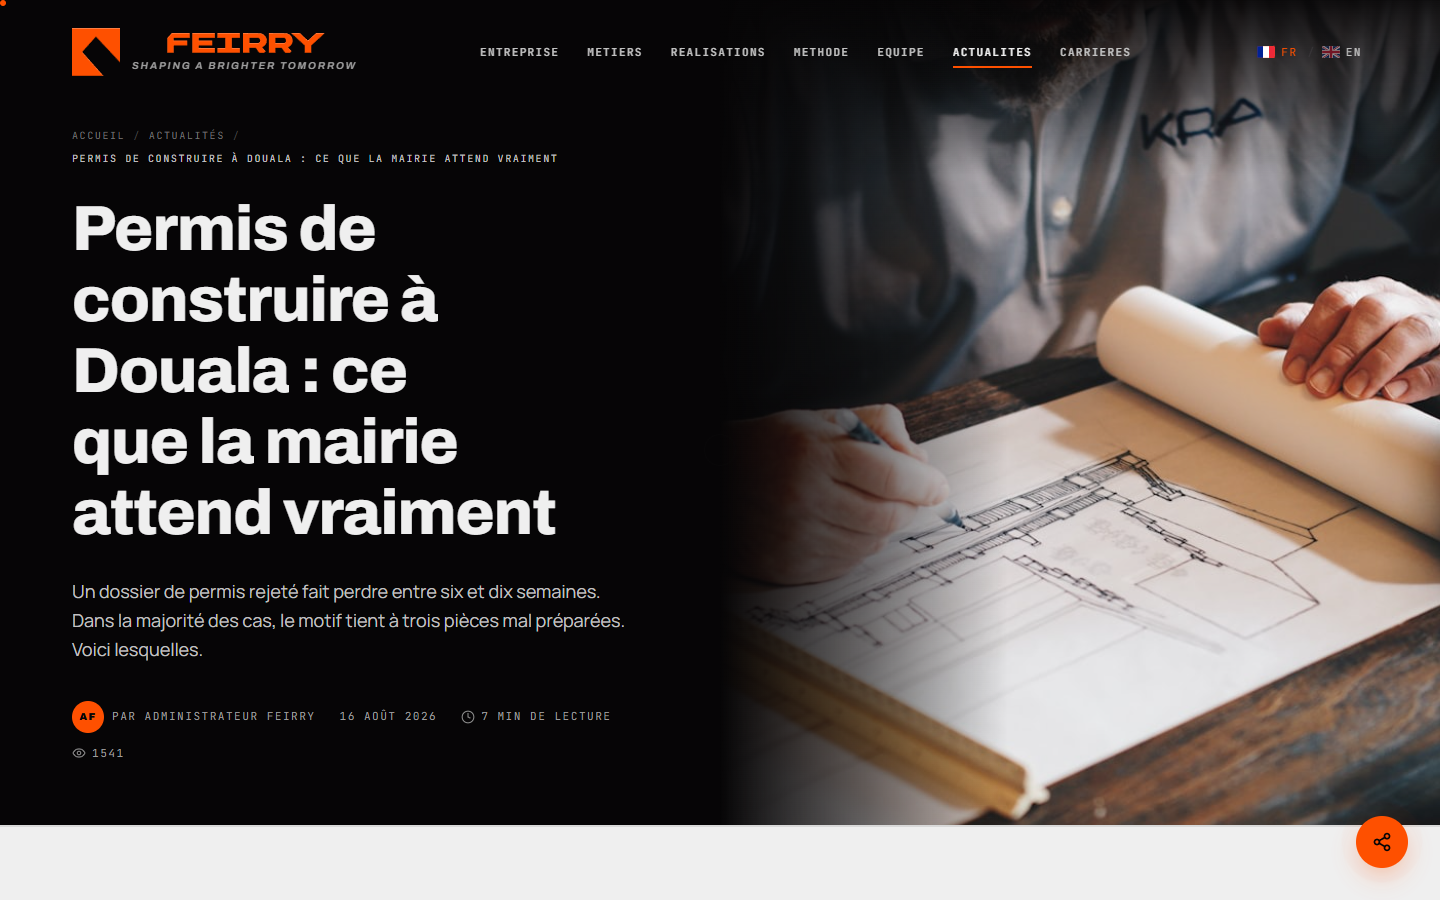 FEIRRY
SHAPING A BRIGHTER TOMORROW
ENTREPRISE METIERS REALISATIONS METHODE EQUIPE ACTUALITES CARRIERES
FR / EN
ACCUEIL / ACTUALITÉS /
PERMIS DE CONSTRUIRE À DOUALA : CE QUE LA MAIRIE ATTEND VRAIMENT
KRA
Permis de
construire à
Douala : ce
que la mairie
attend vraiment
Un dossier de permis rejeté fait perdre entre six et dix semaines.
Dans la majorité des cas, le motif tient à trois pièces mal préparées.
Voici lesquelles.
AF PAR ADMINISTRATEUR FEIRRY 16 AOÛT 2026 7 MIN DE LECTURE
1541